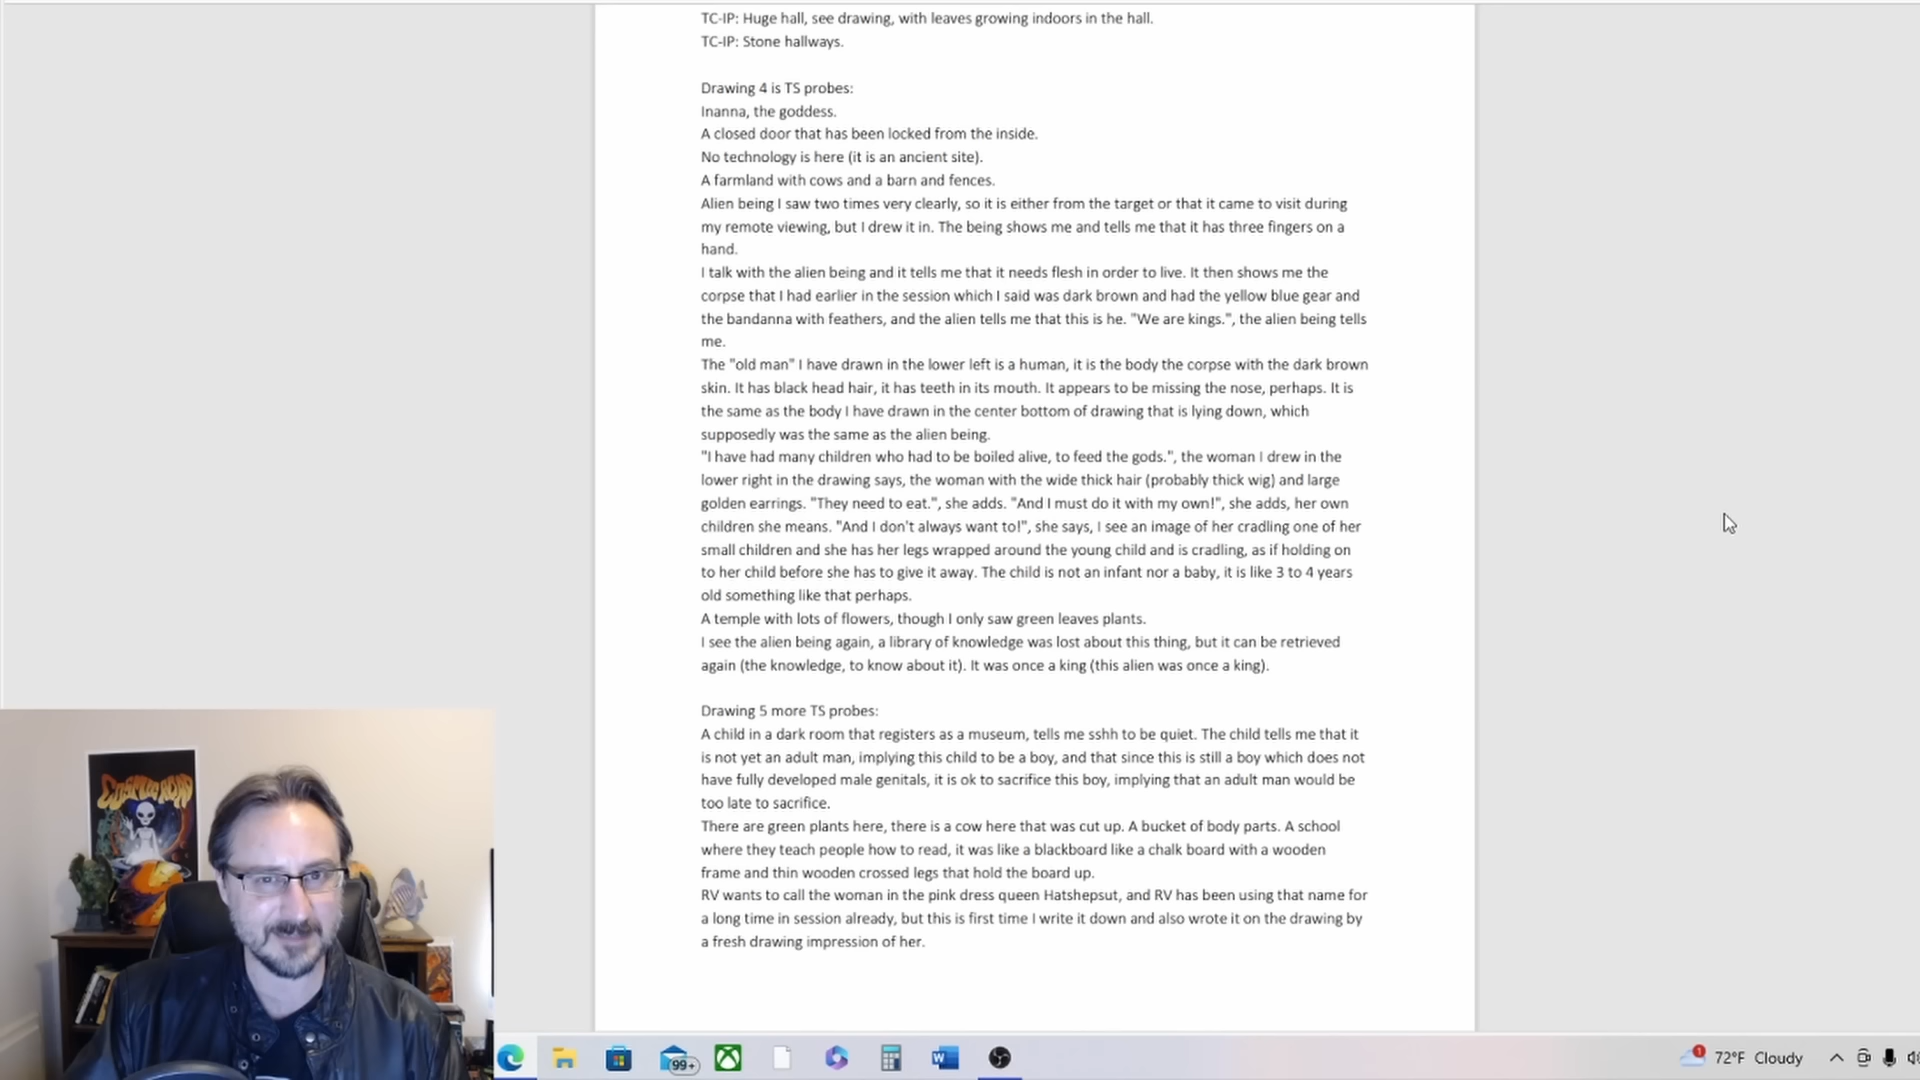 TC-IP: Huge hall, see drawing, with leaves growing indoors in the hall.
TC-IP: Stone hallways.
Drawing 4 is TS probes:
Inanna, the goddess.
A closed door that has been locked from the inside.
No technology is here (it is an ancient site).
A farmland with cows and a barn and fences.
Alien being I saw two times very clearly, so it is either from the target or that it came to visit during
my remote viewing, but I drew it in. The being shows me and tells me that it has three fingers on a
hand.
I talk with the alien being and it tells me that it needs flesh in order to live. It then shows me the
corpse that I had earlier in the session which I said was dark brown and had the yellow blue gear and
the bandanna with feathers, and the alien tells me that this is he. "We are kings.", the alien being tells
me.
The "old man" I have drawn in the lower left is a human, it is the body the corpse with the dark brown
skin. It has black head hair, it has teeth in its mouth. It appears to be missing the nose, perhaps. It is
the same as the body I have drawn in the center bottom of drawing that is lying down, which
supposedly was the same as the alien being.
"I have had many children who had to be boiled alive, to feed the gods.", the woman I drew in the
lower right in the drawing says, the woman with the wide thick hair (probably thick wig) and large
golden earrings. "They need to eat.", she adds. "And I must do it with my own!", she adds, her own
children she means. "And I don't always want to!", she says, I see an image of her cradling one of her
small children and she has her legs wrapped around the young child and is cradling, as if holding on
to her child before she has to give it away. The child is not an infant nor a baby, it is like 3 to 4 years
old something like that perhaps.
A temple with lots of flowers, though I only saw green leaves plants.
I see the alien being again, a library of knowledge was lost about this thing, but it can be retrieved
again (the knowledge, to know about it). It was once a king (this alien was once a king).
Drawing 5 more TS probes:
A child in a dark room that registers as a museum, tells me sshh to be quiet. The child tells me that it
is not yet an adult man, implying this child to be a boy, and that since this is still a boy which does not
have fully developed male genitals, it is ok to sacrifice this boy, implying that an adult man would be
too late to sacrifice.
There are green plants here, there is a cow here that was cut up. A bucket of body parts. A school
where they teach people how to read, it was like a blackboard like a chalk board with a wooden
frame and thin wooden crossed legs that hold the board up.
RV wants to call the woman in the pink dress queen Hatshepsut, and RV has been using that name for
a long time in session already, but this is first time I write it down and also wrote it on the drawing by
a fresh drawing impression of her.
99+
1
72°F Cloudy